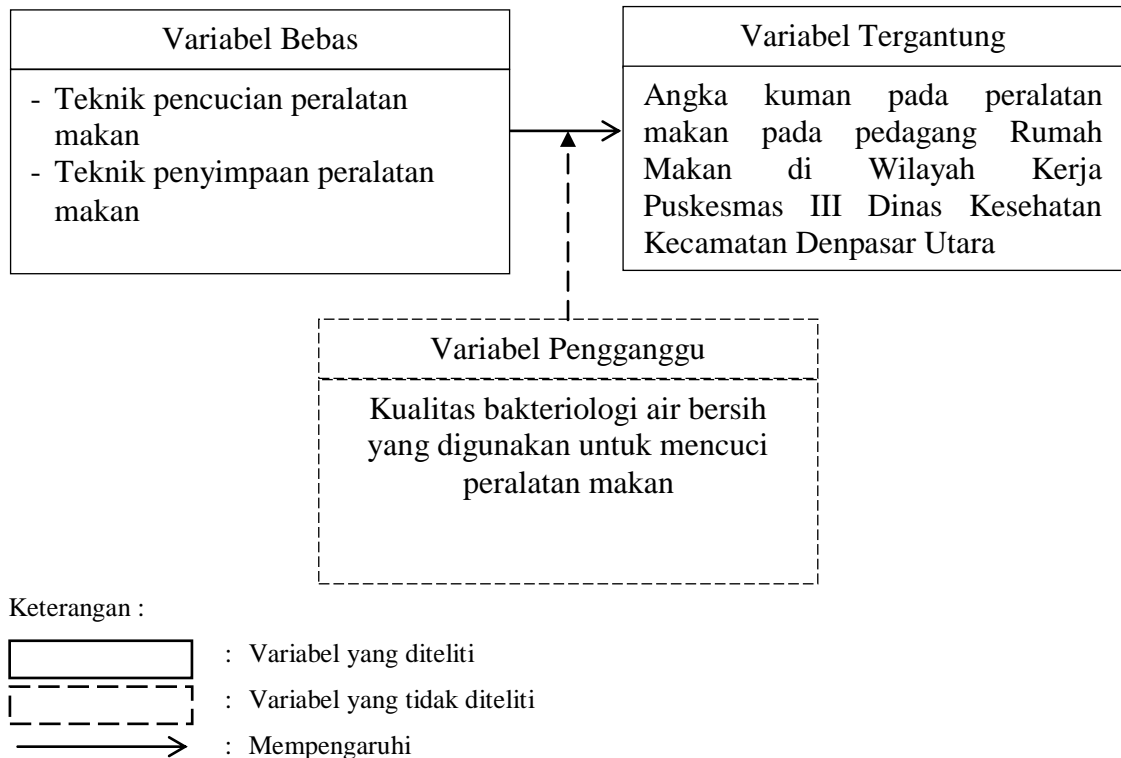 Variabel Bebas
- Teknik pencucian peralatan
makan
- Teknik penyimpaan peralatan
makan
Variabel Tergantung
Angka kuman pada peralatan
makan pada pedagang Rumah
Makan di Wilayah Kerja
Puskesmas III Dinas Kesehatan
Kecamatan Denpasar Utara
Variabel Pengganggu
Kualitas bakteriologi air bersih
yang digunakan untuk mencuci
peralatan makan
Keterangan :
: Variabel yang diteliti
: Variabel yang tidak diteliti
: Mempengaruhi